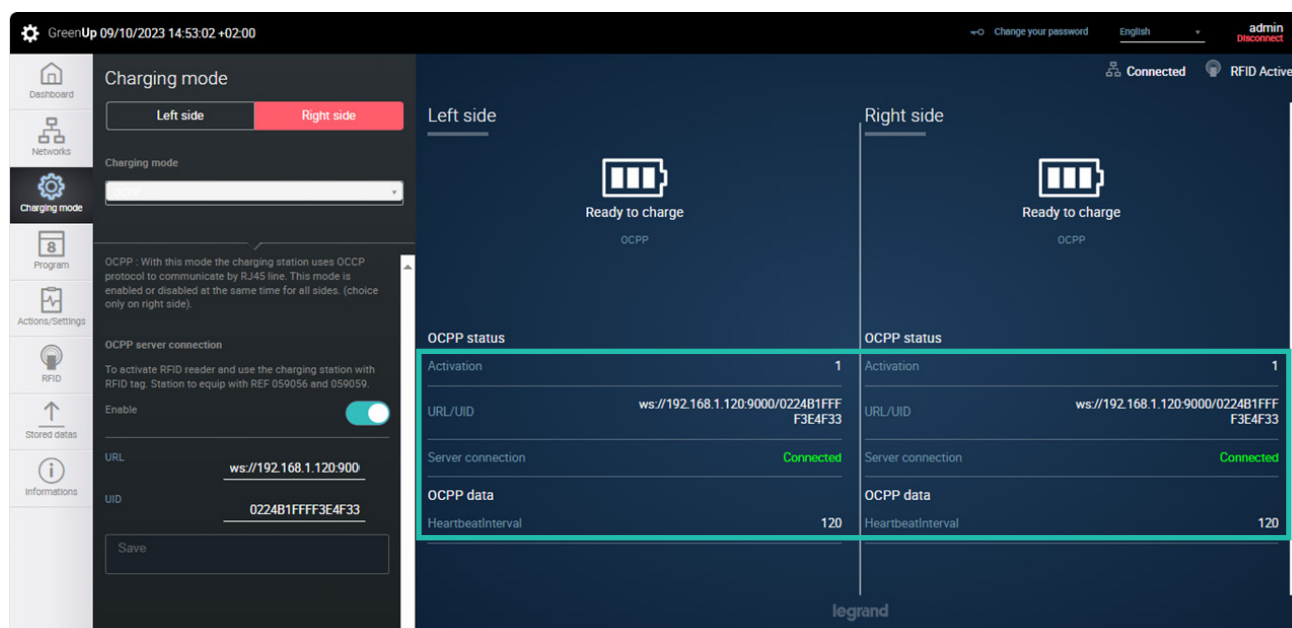 GreenUp 09/10/2023 14:53:02 +02:00
Change your password
English
admin
Disconnect
Dashboard
Networks
Charging mode
8
Program
Actions/Settings
RFID
Stored datas
Informations
Charging mode
Left side
Right side
Charging mode
OCPP
OCPP : With this mode the charging station uses OCCP
protocol to communicate by RJ45 line. This mode is
enabled or disabled at the same time for all sides. (choice
only on right side).
OCPP server connection
To activate RFID reader and use the charging station with
RFID tag. Station to equip with REF 059056 and 059059.
Enable
URL
ws://192.168.1.120:900
UID
0224B1FFFF3E4F33
Save
Connected
RFID Active
Left side
Ready to charge
OCPP
OCPP status
Activation 1
URL/UID
ws://192.168.1.120:9000/0224B1FFF
F3E4F33
Server connection Connected
OCPP data
HeartbeatInterval 120
Right side
Ready to charge
OCPP
OCPP status
Activation 1
URL/UID
ws://192.168.1.120:9000/0224B1FFF
F3E4F33
Server connection Connected
OCPP data
HeartbeatInterval 120
legrand